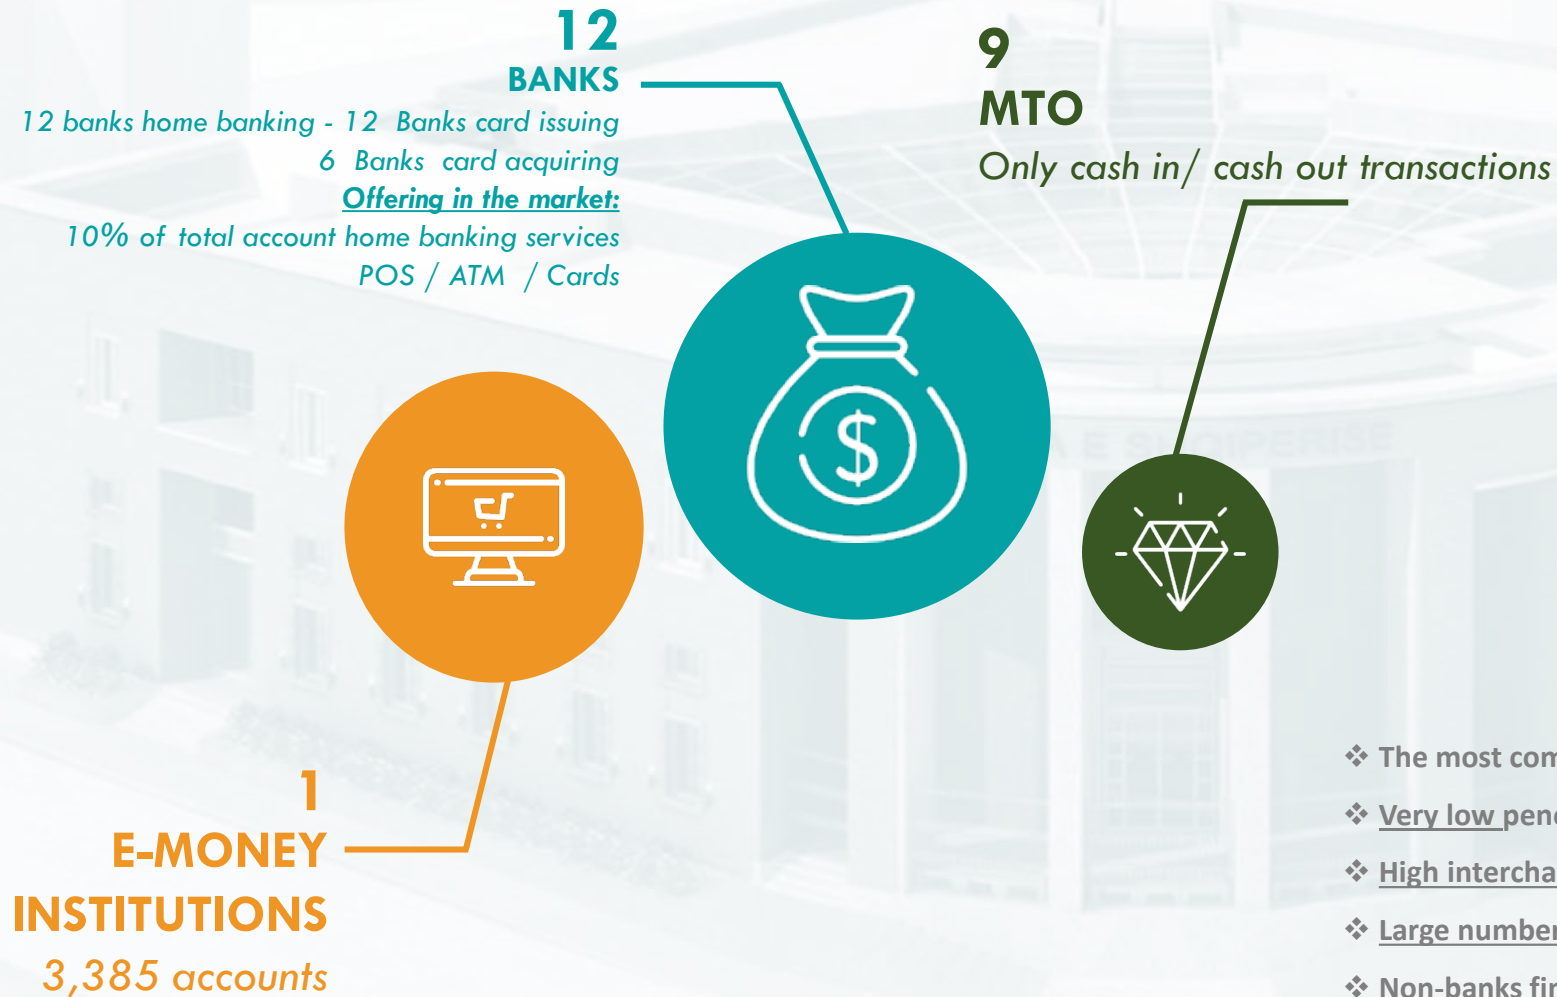 12
BANKS
12 banks home banking - 12 Banks card issuing
6 Banks card acquiring
Offering in the market:
10% of total account home banking services
POS / ATM / Cards
9
MTO
Only cash in/ cash out transactions
$
E SHQIPERISE
1
E-MONEY
INSTITUTIONS
3,385 accounts
❖ The most
❖ Very low
❖ High
❖ Large number
❖ Non-banks